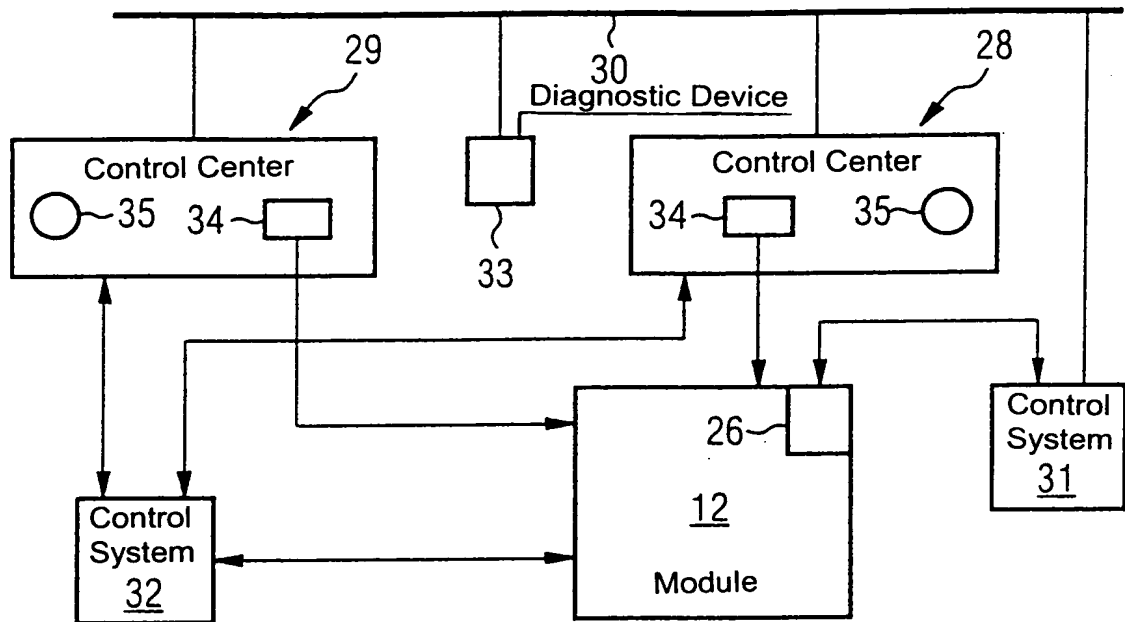 29
30
28
Diagnostic Device
Control Center
35
34
33
Control Center
34
35
26
12
Module
Control
System
31
Control
System
32